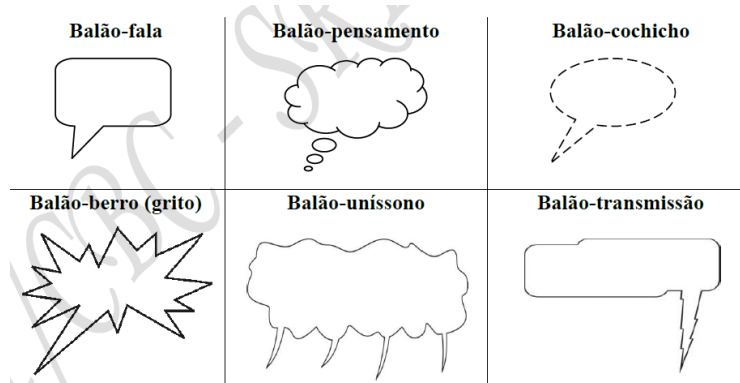 Balão-fala
Balão-pensamento
Balão-cochicho
Balão-berro (grito)
Balão-uníssono
Balão-transmissão